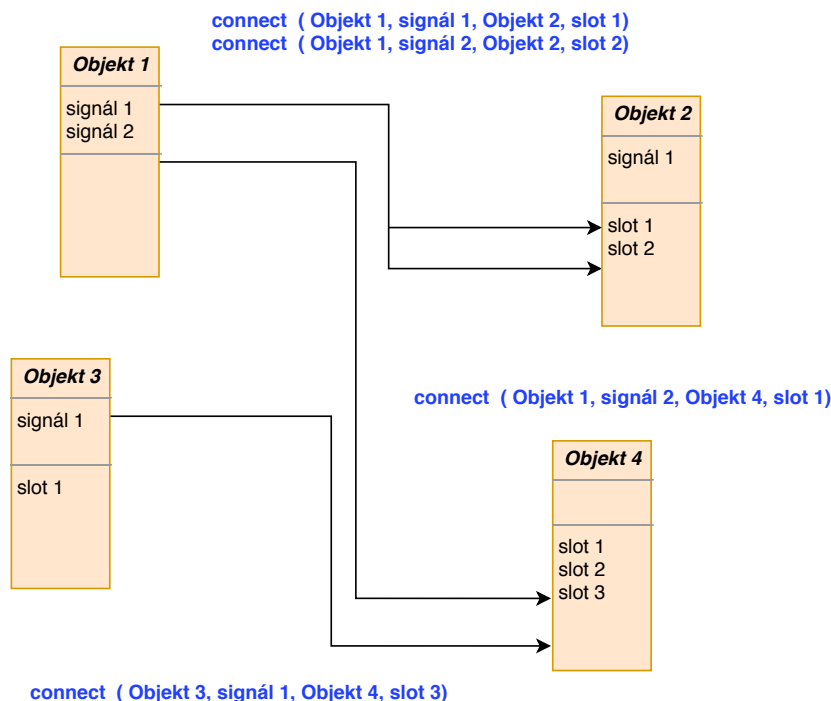 connect ( Objekt 1, signál 1, Objekt 2, slot 1)
connect ( Objekt 1, signál 2, Objekt 2, slot 2)
Objekt 1
signál 1
signál 2
Objekt 2
signál 1
slot 1
slot 2
Objekt 3
signál 1
slot 1
connect ( Objekt 1, signál 2, Objekt 4, slot 1)
Objekt 4
slot 1
slot 2
slot 3
connect ( Objekt 3, signál 1, Objekt 4, slot 3)